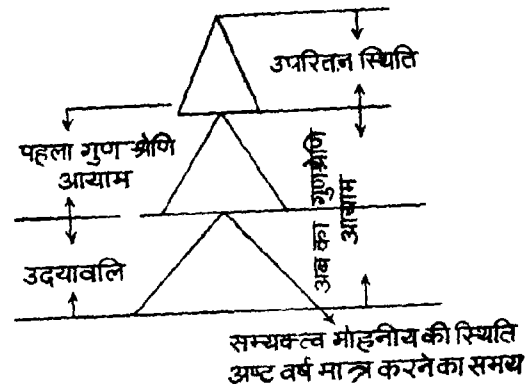 उपरितन स्थिति
पहला गुण श्रेणि
आयाम
अब का गुणश्रेणि
आयाम
उदयावलि
सम्यक्त्व मोहनीय की स्थिति
अष्ट वर्ष मात्र करने का समय